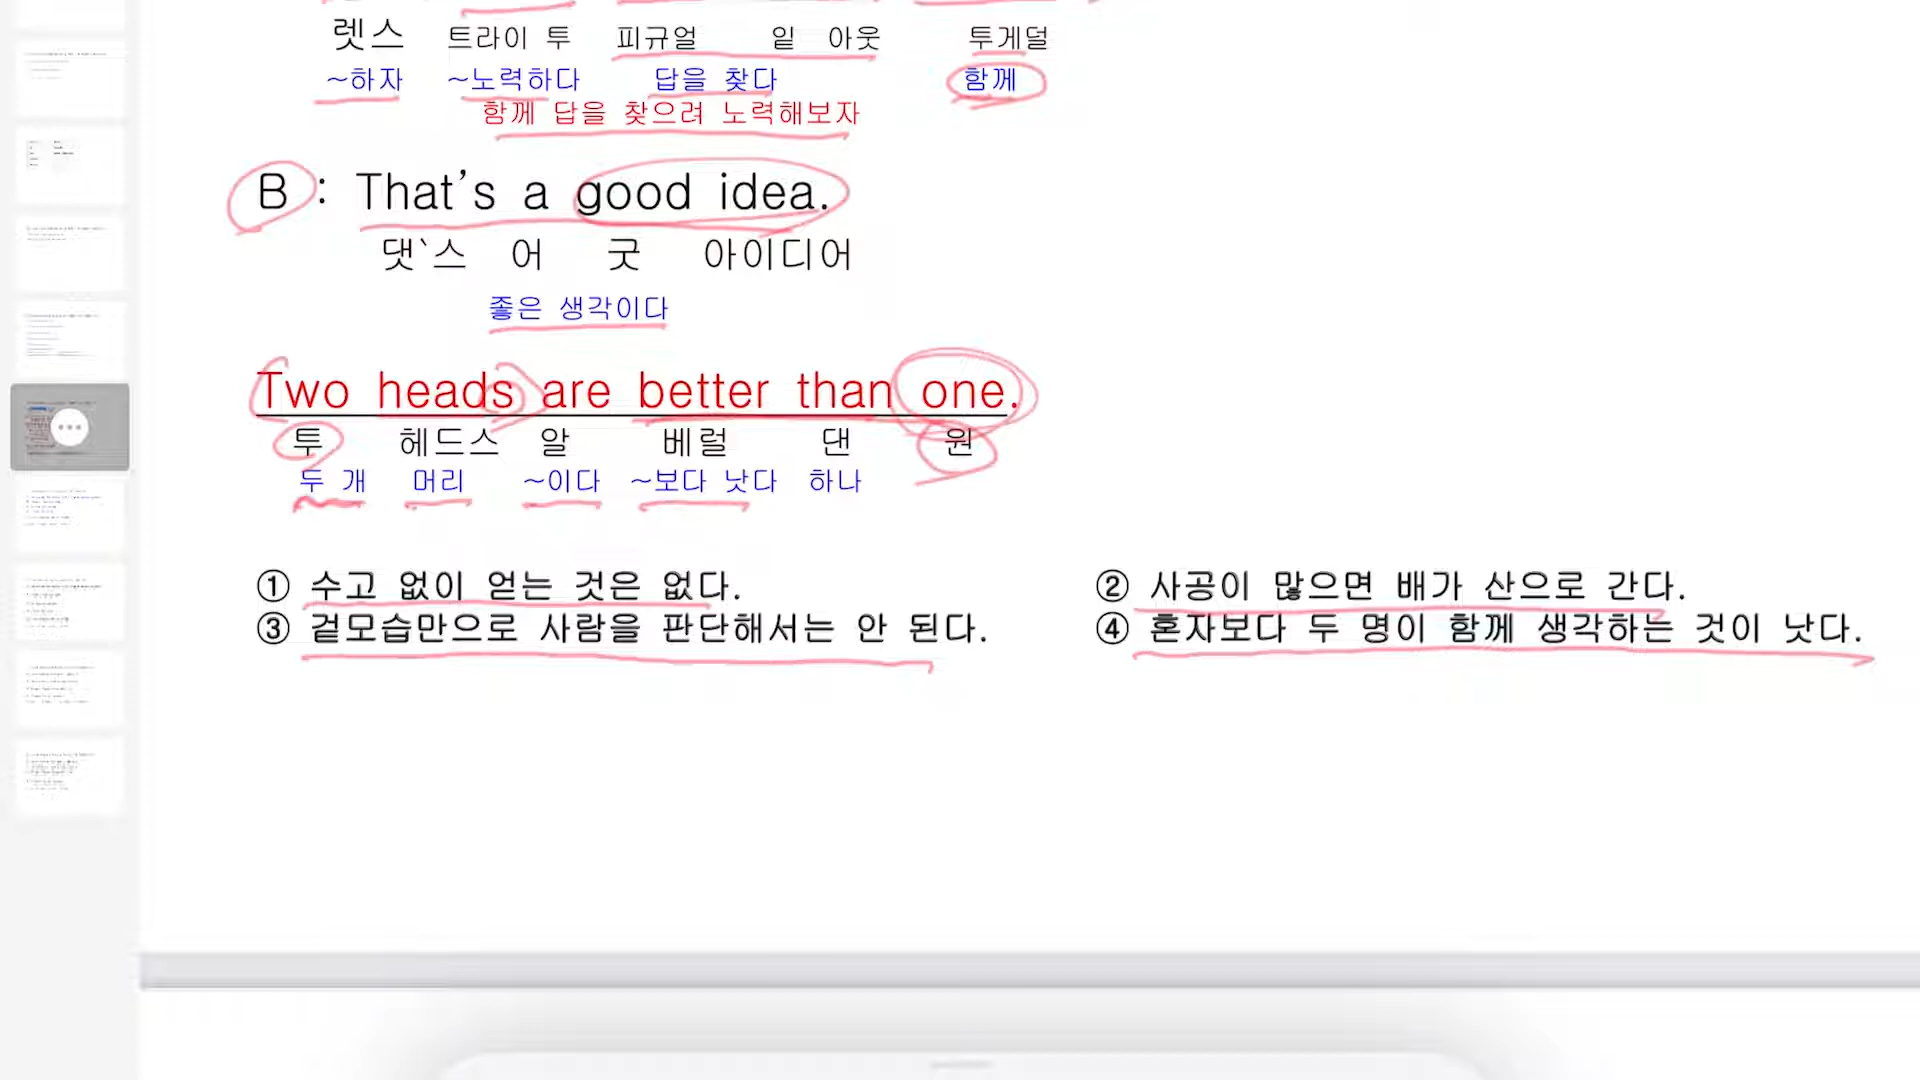 렛스 트라이 투 피규얼 잍 아웃 투게덜
~하자 ~노력하다 답을 찾다 함께
함께 답을 찾으려 노력해보자
B : That's a good idea.
댓`스 어 굿 아이디어
좋은 생각이다
Two heads are better than one.
투 헤드스 알 베럴 댄 원
두 개 머리 ~이다 ~보다 낫다 하나
① 수고 없이 얻는 것은 없다. ② 사공이 많으면 배가 산으로 간다.
③ 겉모습만으로 사람을 판단해서는 안 된다. ④ 혼자보다 두 명이 함께 생각하는 것이 낫다.